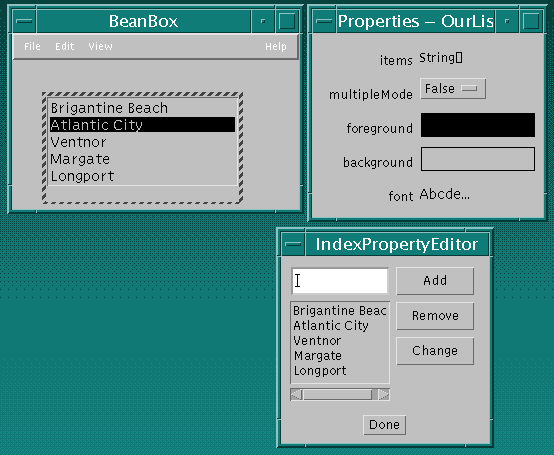 BeanBox
File Edit View Help
Brigantine Beach
Atlantic City
Ventnor
Margate
Longport
Properties – OurLis
items String[]
multipleMode False
foreground
background
font Abcde...
IndexPropertyEditor
Add
Brigantine Beac
Atlantic City
Ventnor
Margate
Longport
Remove
Change
Done